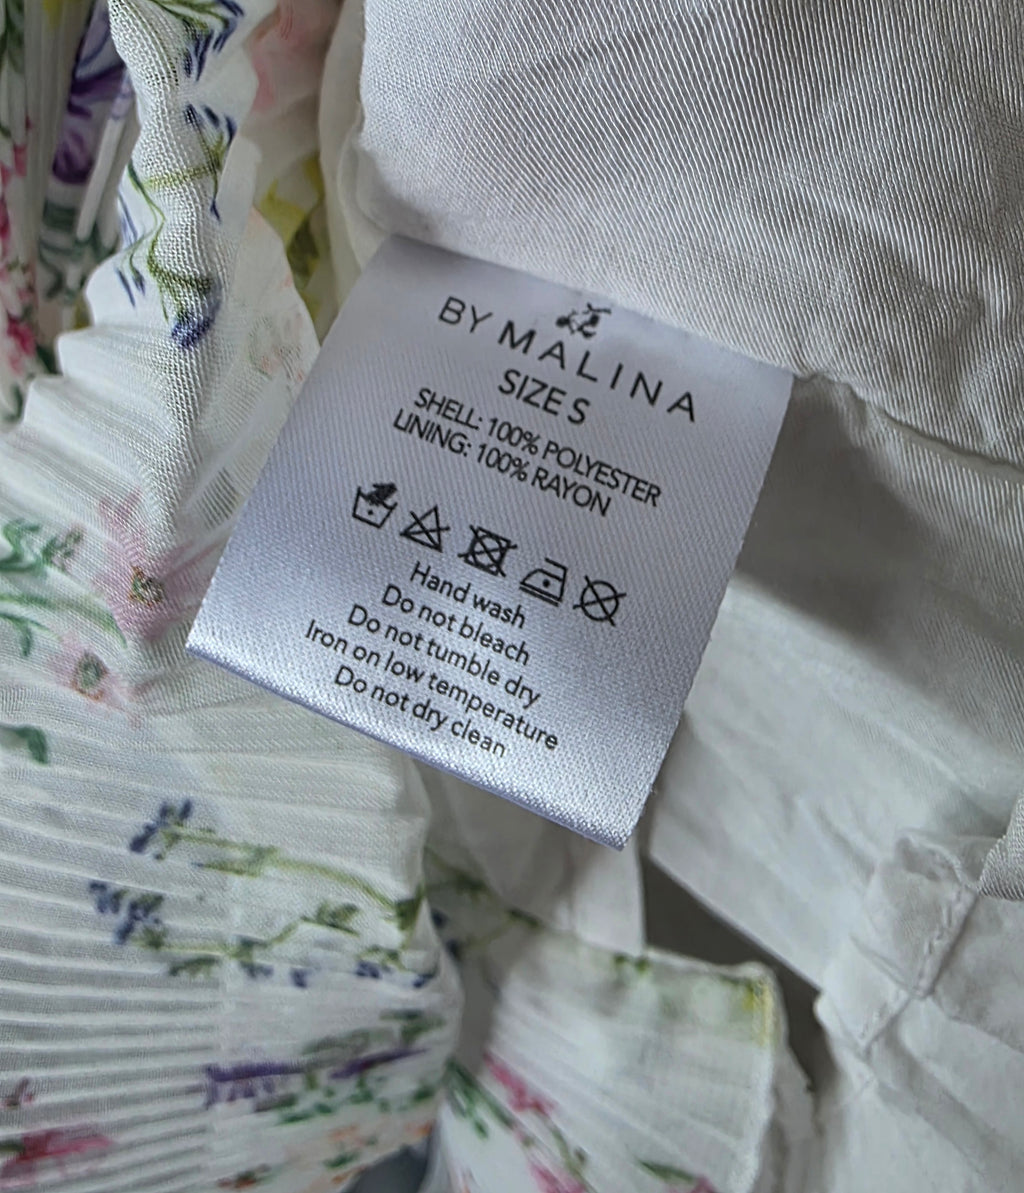 BY MALINA
SIZE S
SHELL: 100% POLYESTER
LINING: 100% RAYON
Hand wash
Do not bleach
Do not tumble dry
Iron on low temperature
Do not dry clean